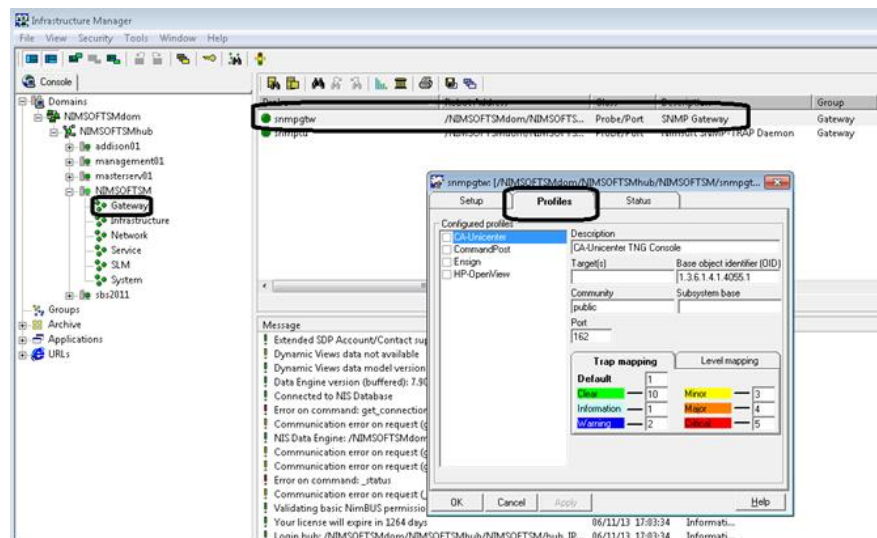 Infrastructure Manager
File View Security Tools Window Help
Console
Domains
NIMSOFTSMdom
NIMSOFTSMhub
addison01
management01
masterserv01
NIMSOFTSM
Gateway
Infrastructure
Network
Service
SLM
System
sbs2011
Groups
Archive
Applications
URLs
Group
snmpgtw /NIMSOFTSMdom/NIMSOFTS... Probe/Port SNMP Gateway Gateway
Probe/Port Nimsoft SNMP-TRAP Daemon Gateway
snmpgtw: [/NIMSOFTSMdom/NIMSOFTSMhub/NIMSOFTSM/snmpgt...
Setup Profiles Status
Configured profiles
CA-Unicenter
CommandPost
Ensign
HP-OpenView
Description
CA-Unicenter TNG Console
Target(s) Base object identifier (OID)
1.3.6.1.4.1.4055.1
Community Subsystem base
public
Port
162
Trap mapping Level mapping
Default 1
Clear 10 Minor 3
Information 1 Major 4
Warning 2 Critical 5
OK Cancel Apply Help
Message
Extended SDP Account/Contact sup
Dynamic Views data not available
Dynamic Views data model version
Data Engine version (buffered): 7.90
Connected to NIS Database
Error on command: get_connection
Communication error on request (g
NIS Data Engine: /NIMSOFTSMdom
Communication error on request (g
Communication error on request (g
Error on command: _status
Communication error on request (_
Validating basic NimBUS permissio
Your license will expire in 1264 days 06/11/13 17:03:34 Informati...
Login hub: /NIMSOFTSMdom/NIMSOFTSMhub/NIMSOFTSM/hub IP... 06/11/13 17:03:34 Informati...